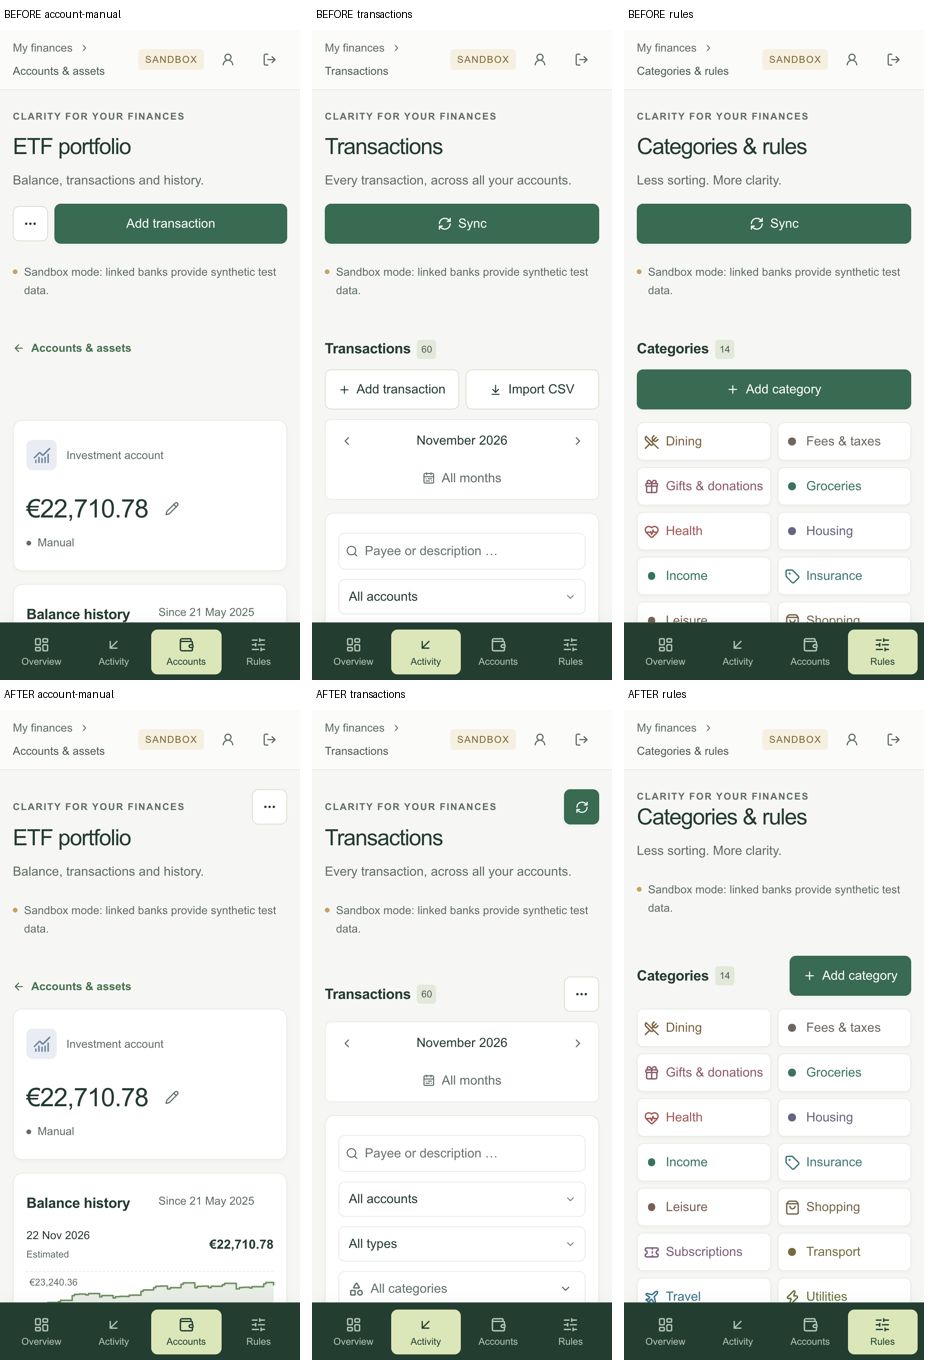 BEFORE account-manual
My finances
Accounts & assets
SANDBOX
CLARITY FOR YOUR FINANCES
ETF portfolio
Balance, transactions and history.
Add transaction
Sandbox mode: linked banks provide synthetic test
data.
Accounts & assets
Investment account
€22,710.78
Manual
Balance history Since 21 May 2025
Overview Activity Accounts Rules
BEFORE transactions
My finances
Transactions
SANDBOX
CLARITY FOR YOUR FINANCES
Transactions
Every transaction, across all your accounts.
Sync
Sandbox mode: linked banks provide synthetic test
data.
Transactions 60
Add transaction Import CSV
November 2026
All months
Payee or description ...
All accounts
Overview Activity Accounts Rules
BEFORE rules
My finances
Categories & rules
SANDBOX
CLARITY FOR YOUR FINANCES
Categories & rules
Less sorting. More clarity.
Sync
Sandbox mode: linked banks provide synthetic test
data.
Categories 14
Add category
Dining Fees & taxes
Gifts & donations Groceries
Health Housing
Income Insurance
Leisure Shopping
Overview Activity Accounts Rules
AFTER account-manual
My finances
Accounts & assets
SANDBOX
CLARITY FOR YOUR FINANCES
ETF portfolio
Balance, transactions and history.
Sandbox mode: linked banks provide synthetic test
data.
Accounts & assets
Investment account
€22,710.78
Manual
Balance history Since 21 May 2025
22 Nov 2026
Estimated
€22,710.78
€23,240.36
Overview Activity Accounts Rules
AFTER transactions
My finances
Transactions
SANDBOX
CLARITY FOR YOUR FINANCES
Transactions
Every transaction, across all your accounts.
Sandbox mode: linked banks provide synthetic test
data.
Transactions 60
November 2026
All months
Payee or description ...
All accounts
All types
All categories
Overview Activity Accounts Rules
AFTER rules
My finances
Categories & rules
SANDBOX
CLARITY FOR YOUR FINANCES
Categories & rules
Less sorting. More clarity.
Sandbox mode: linked banks provide synthetic test
data.
Categories 14
Add category
Dining Fees & taxes
Gifts & donations Groceries
Health Housing
Income Insurance
Leisure Shopping
Subscriptions Transport
Travel Utilities
Overview Activity Accounts Rules